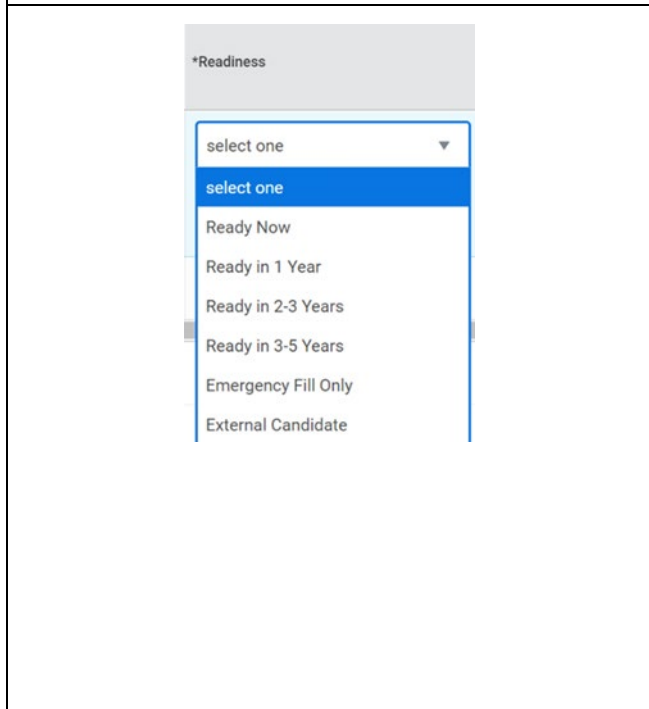 *Readiness
select one
select one
Ready Now
Ready in 1 Year
Ready in 2-3 Years
Ready in 3-5 Years
Emergency Fill Only
External Candidate